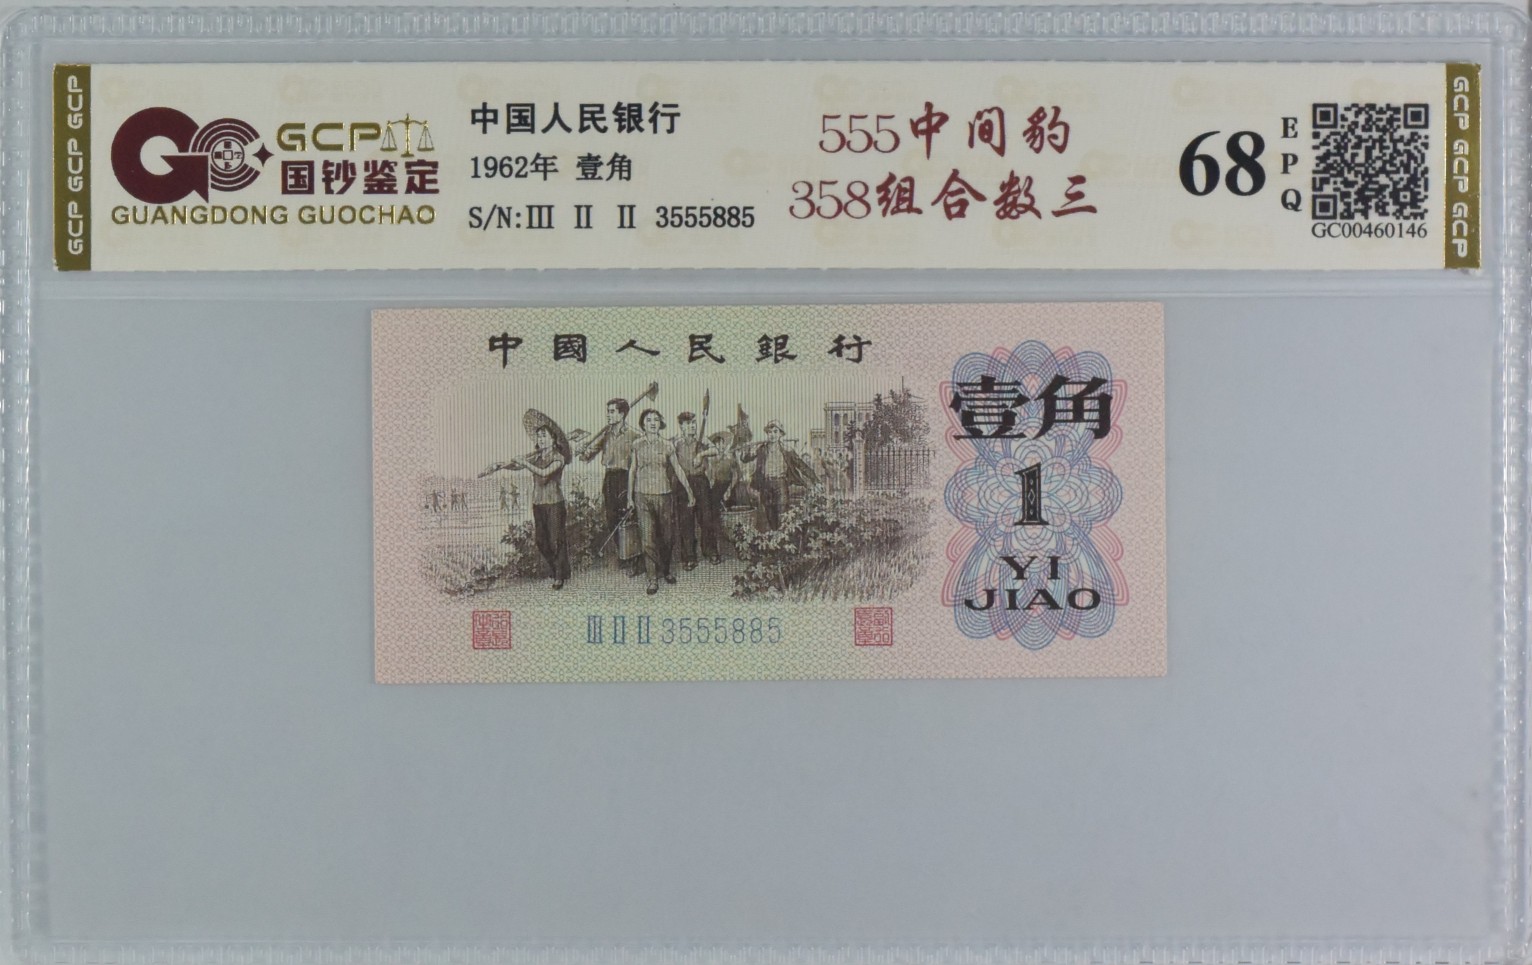 GCP GCP GCP
GCP
国钞鉴定
GUANGDONG GUOCHAO
中国人民银行
1962年 壹角
S/N:Ⅲ Ⅱ Ⅱ 3555885
555中间豹
358组合数三
68
EPQ
GC00460146
GCP GCP GCP
中國人民銀行
壹角
1
YI
JIAO
Ⅲ Ⅱ Ⅱ 3555885